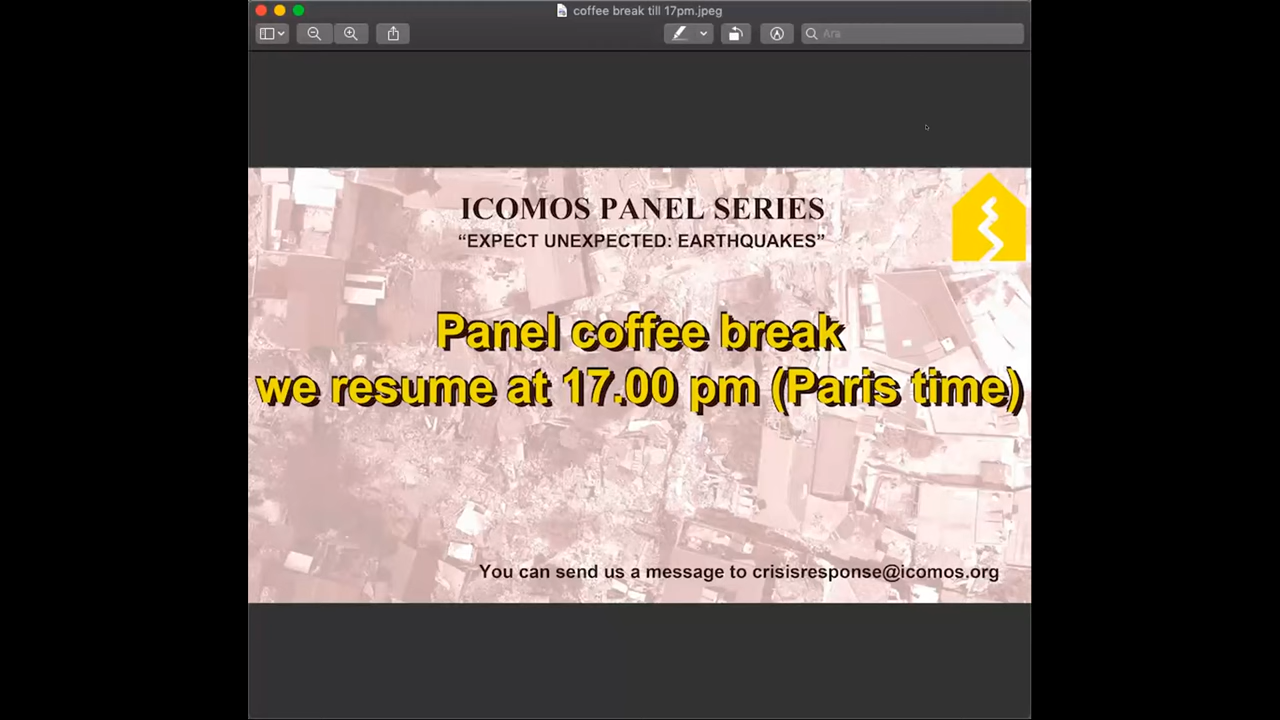 coffee break till 17pm.jpeg
Ara
ICOMOS PANEL SERIES
“EXPECT UNEXPECTED: EARTHQUAKES”
Panel coffee break
we resume at 17.00 pm (Paris time)
You can send us a message to crisisresponse@icomos.org